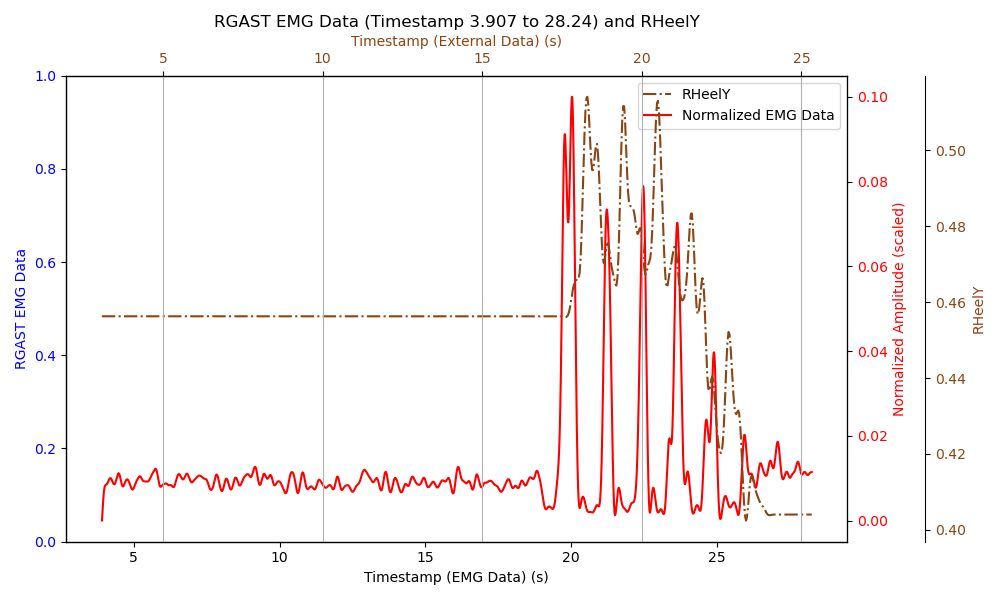 RGAST EMG Data (Timestamp 3.907 to 28.24) and RHeelY
Timestamp (External Data) (s)
5 10 15 20 25
RHeelY
Normalized EMG Data
1.0
0.8
0.6
0.4
0.2
0.0
RGAST EMG Data
0.10
0.08
0.06
0.04
0.02
0.00
Normalized Amplitude (scaled)
0.50
0.48
0.46
0.44
0.42
0.40
RHeelY
5 10 15 20 25
Timestamp (EMG Data) (s)